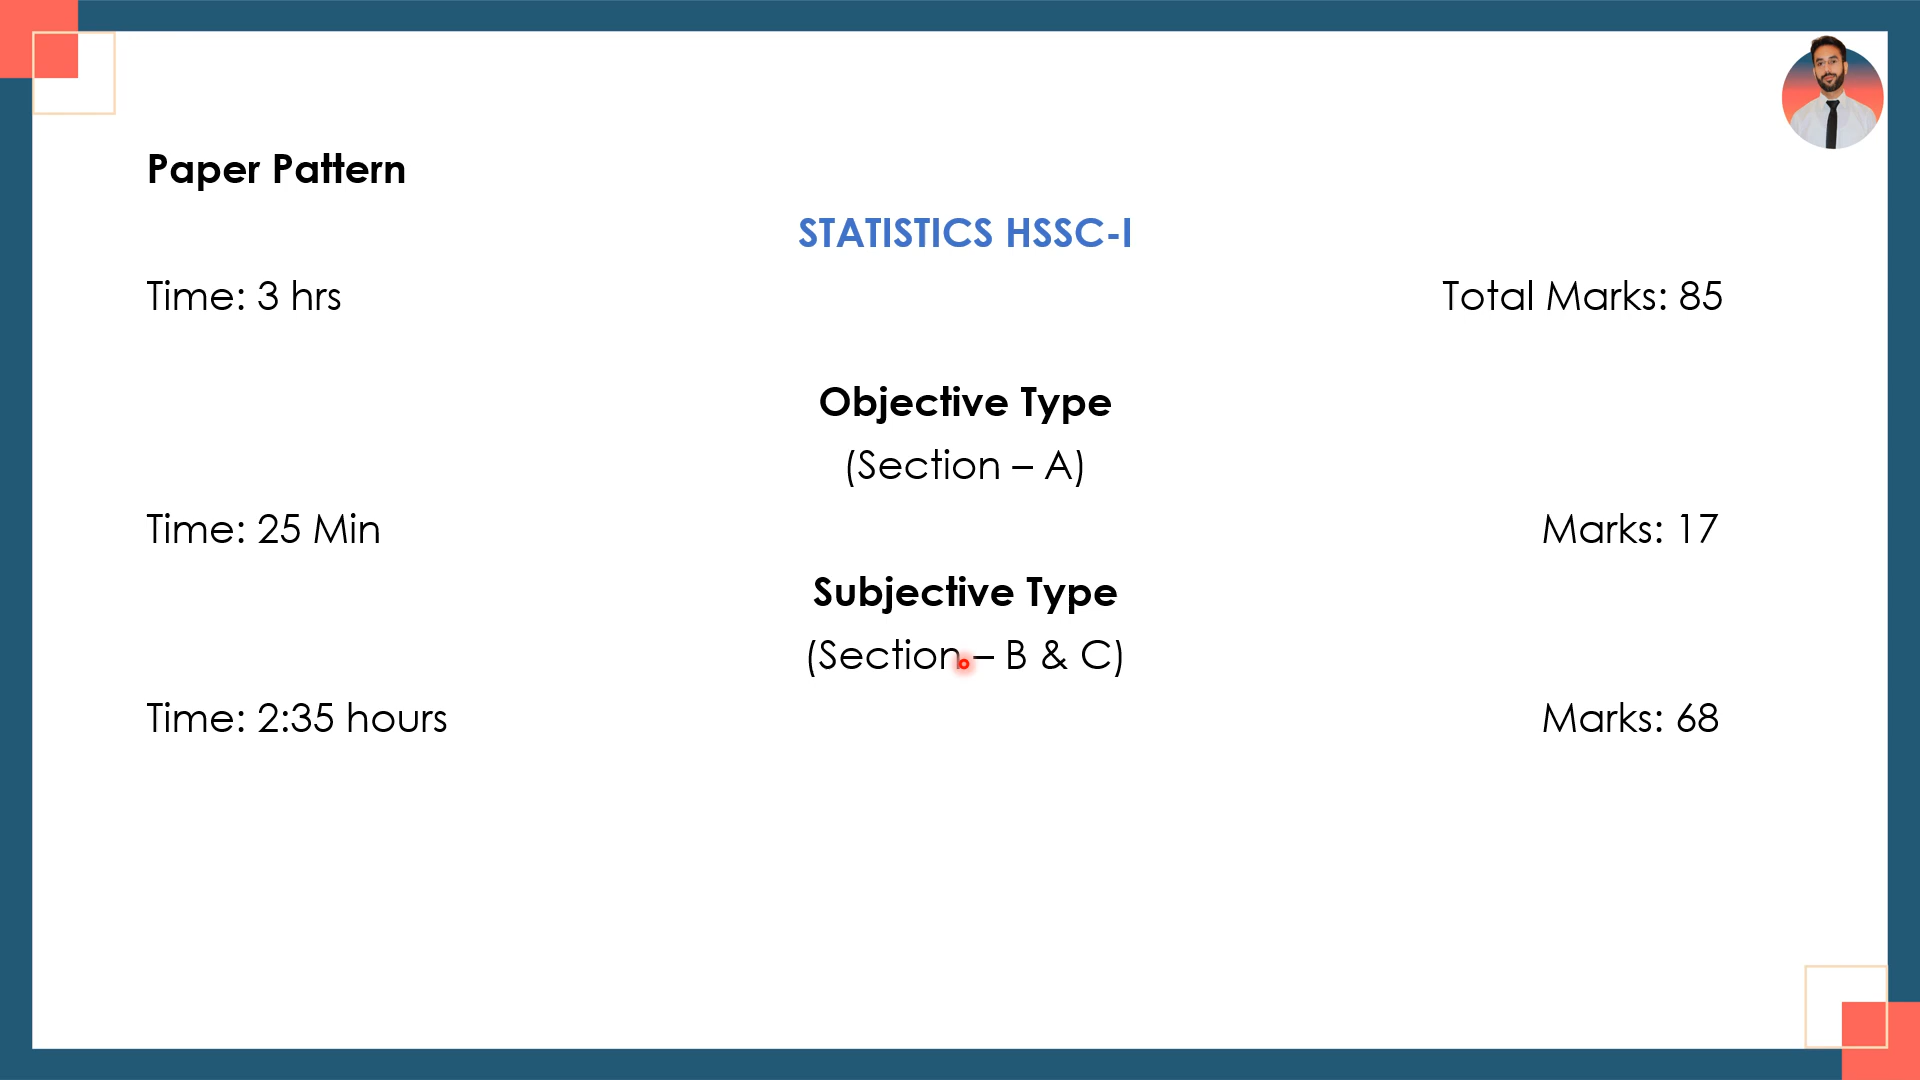 Paper Pattern
STATISTICS HSSC-I
Time: 3 hrs Total Marks: 85
Objective Type
(Section – A)
Time: 25 Min Marks: 17
Subjective Type
(Section – B & C)
Time: 2:35 hours Marks: 68